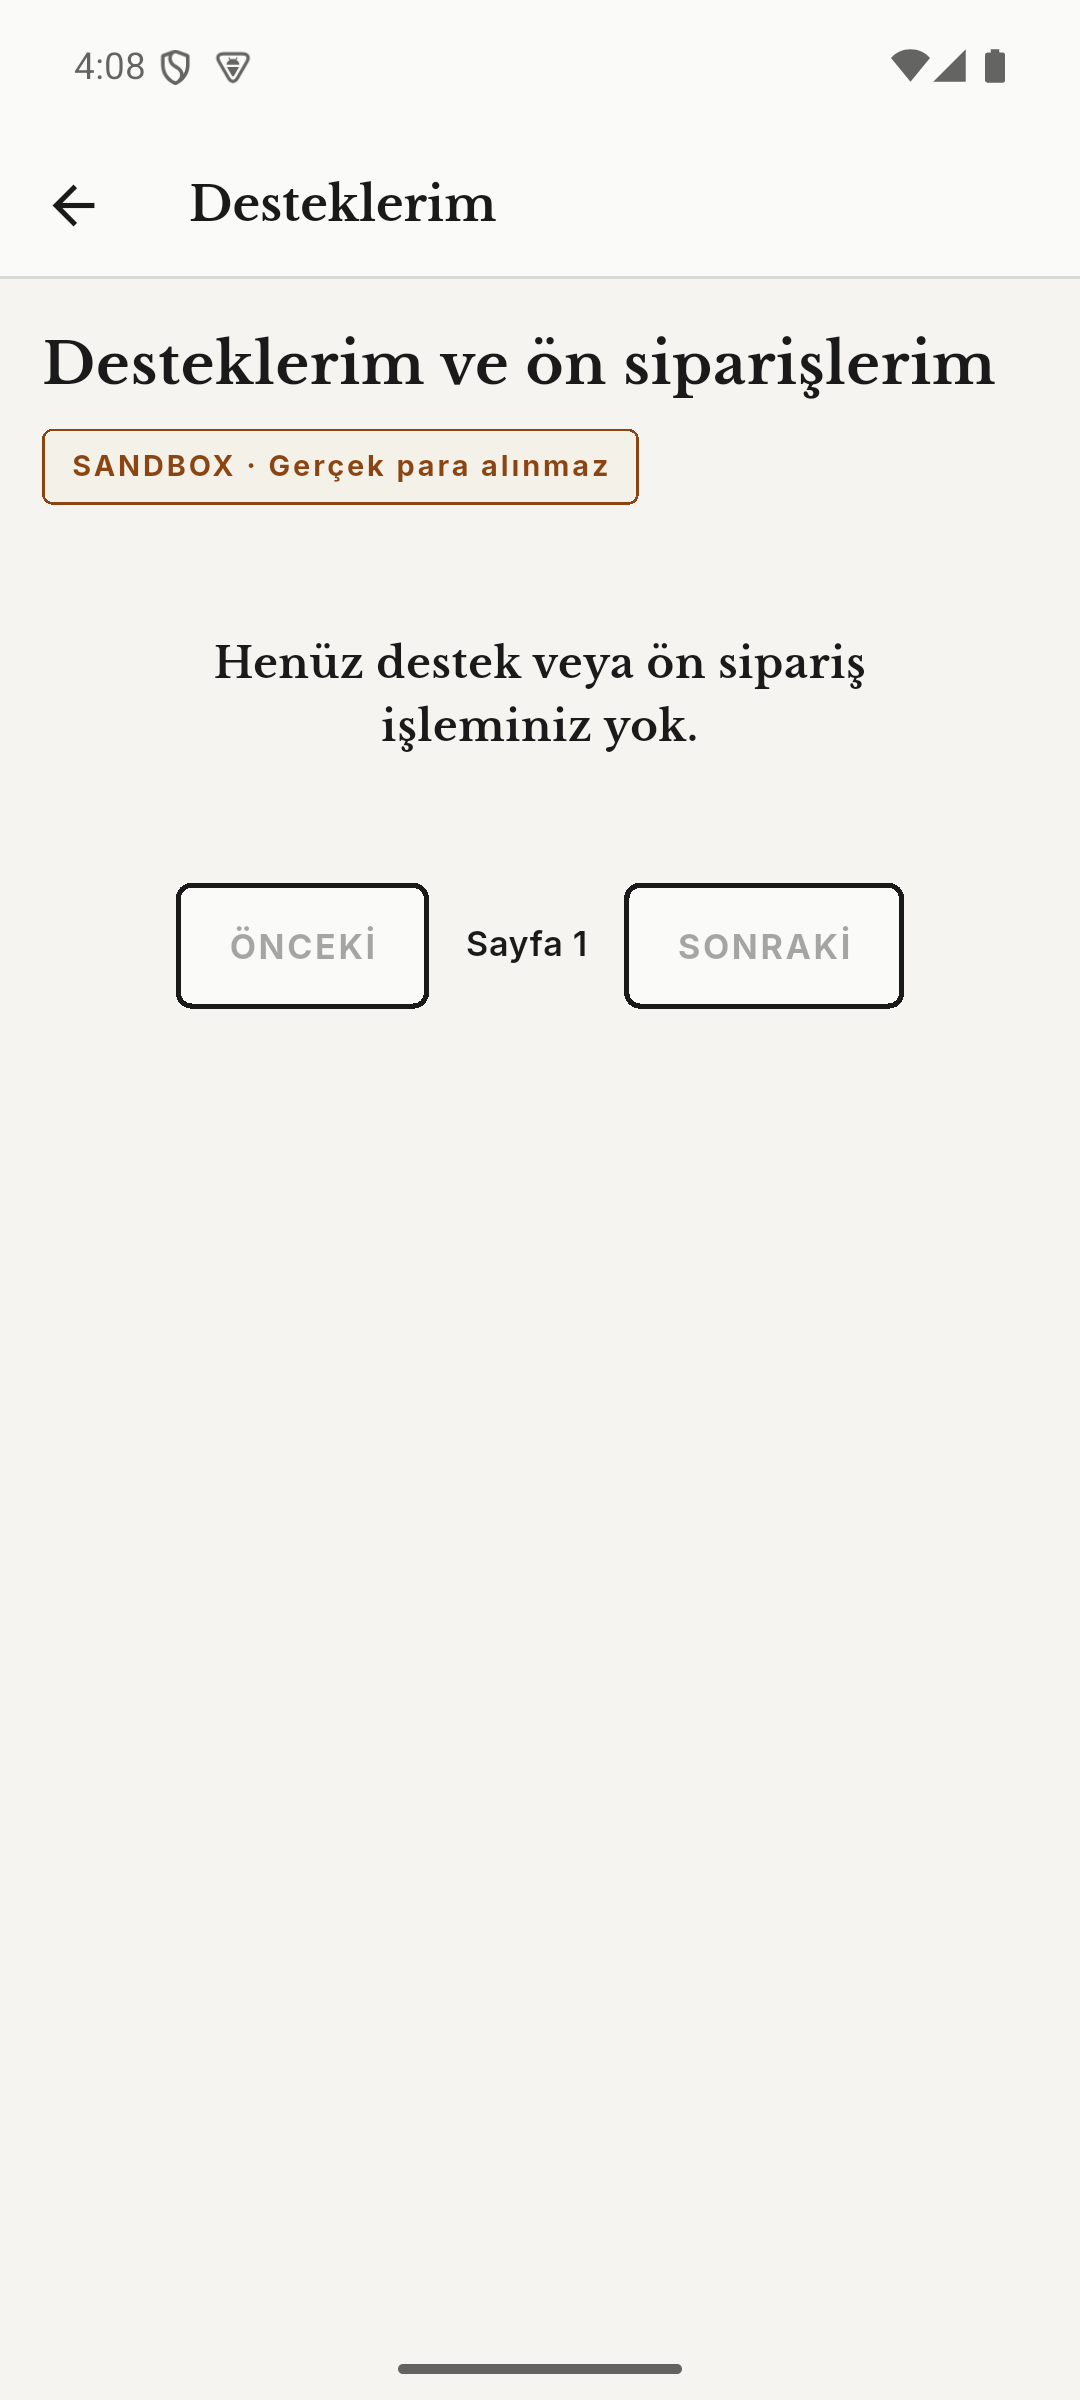 4:08
Desteklerim
Desteklerim ve ön siparişlerim
SANDBOX · Gerçek para alınmaz
Henüz destek veya ön sipariş
işleminiz yok.
ÖNCEKİ
Sayfa 1
SONRAKİ